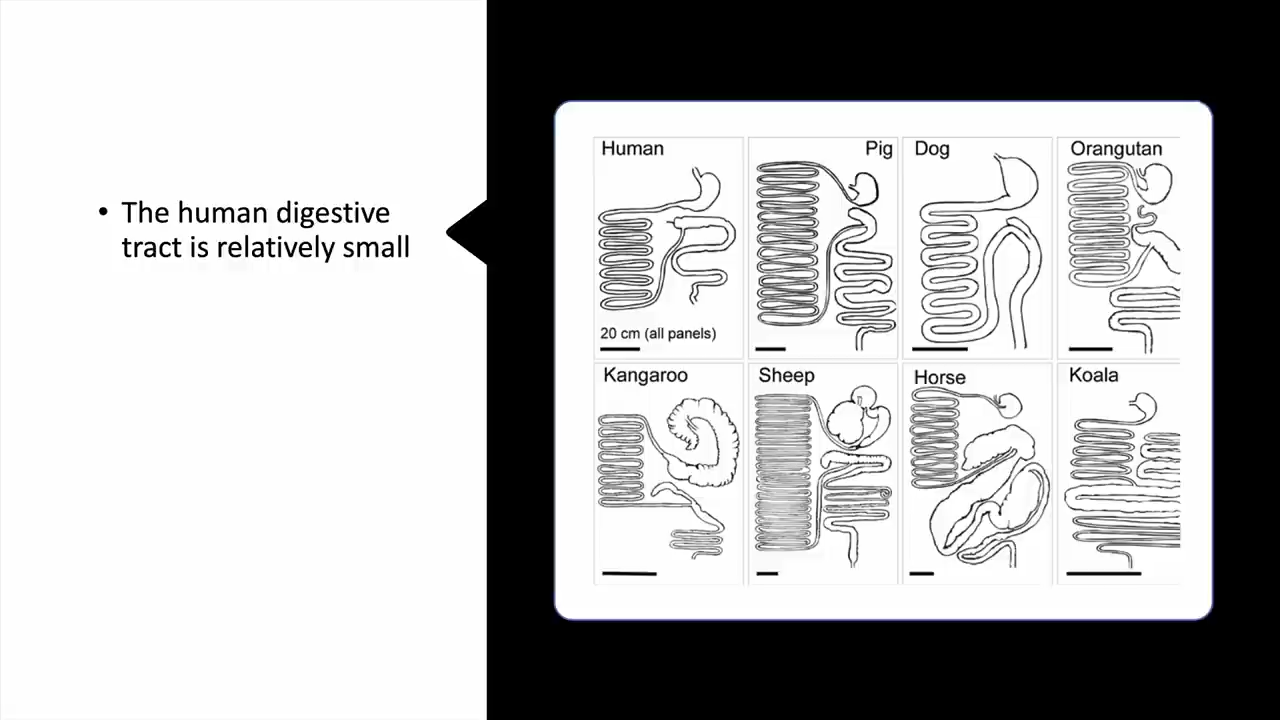 • The human digestive
tract is relatively small
Human
Pig
Dog
Orangutan
20 cm (all panels)
Kangaroo
Sheep
Horse
Koala